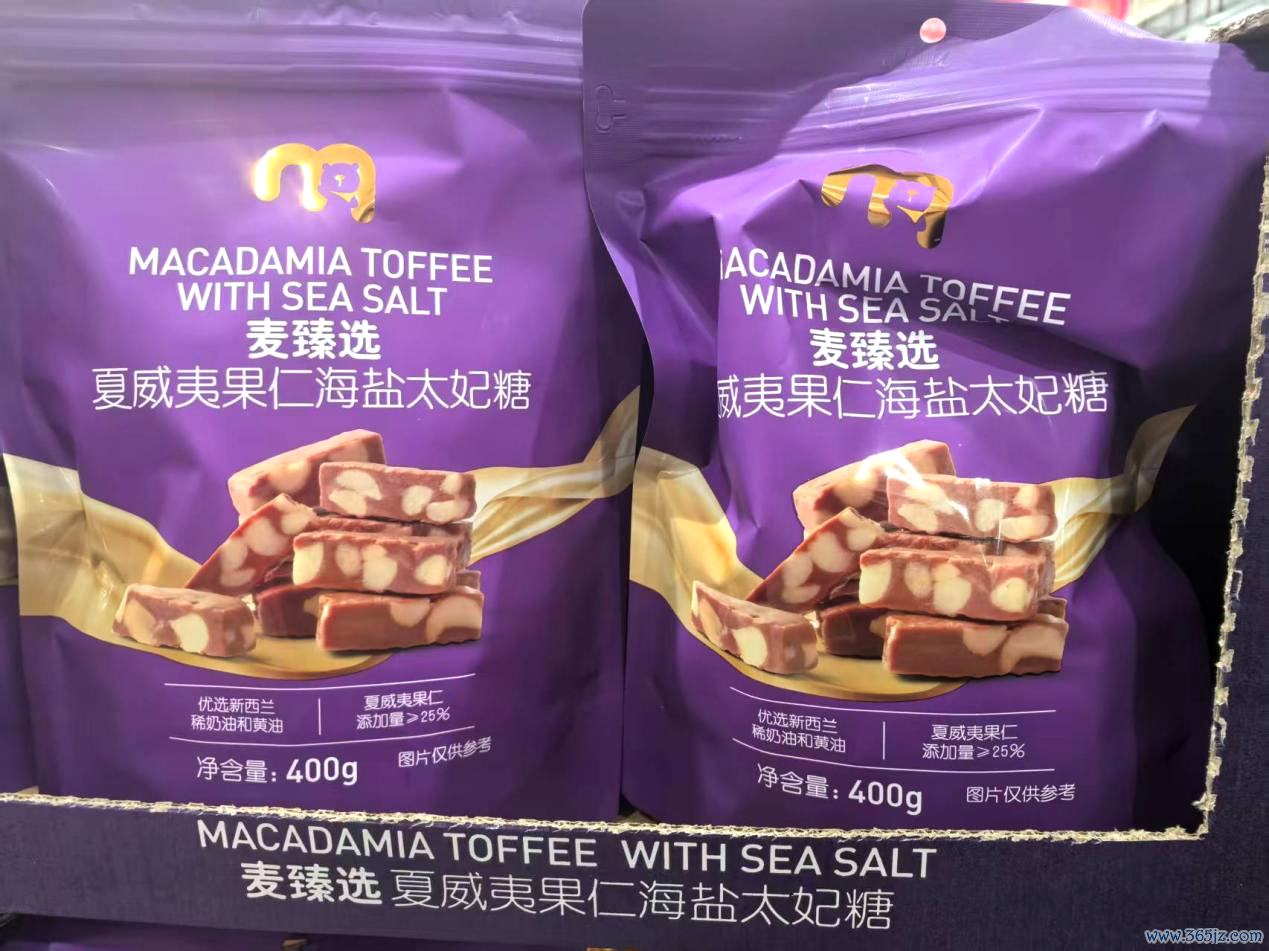 MACADAMIA TOFFEE
WITH SEA SALT
麦臻选
夏威夷果仁海盐太妃糖
优选新西兰
稀奶油和黄油
夏威夷果仁
添加量≥25%
净含量：400g
图片仅供参考
ACADAMIA TOFFEE
WITH SEA SALT
麦臻选
威夷果仁海盐太妃糖
优选新西兰
稀奶油和黄油
夏威夷果仁
添加量≥25%
净含量：400g
图片仅供参考
MACADAMIA TOFFEE WITH SEA SALT
麦臻选 夏威夷果仁海盐太妃糖
www.365jz.com